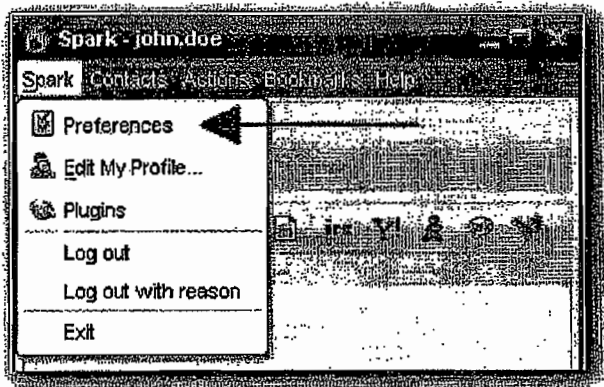 Spark - john.doe
Spark Contacts Actions Bookmarks Help
Preferences
Edit My Profile...
Plugins
Log out
Log out with reason
Exit